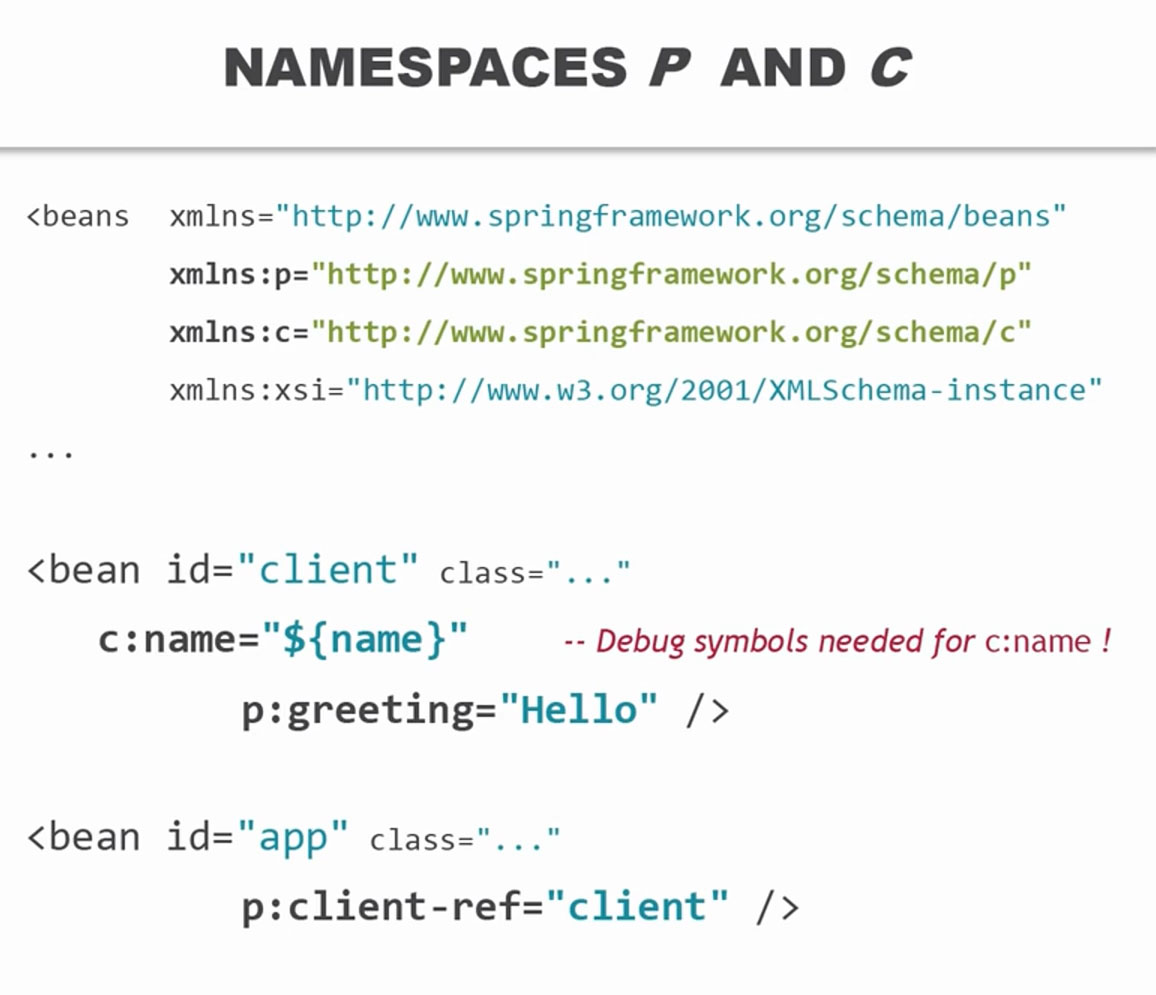 NAMESPACES P AND C
<beans xmlns="http://www.springframework.org/schema/beans"
xmlns:p="http://www.springframework.org/schema/p"
xmlns:c="http://www.springframework.org/schema/c"
xmlns:xsi="http://www.w3.org/2001/XMLSchema-instance"
...
<bean id="client" class="..."
c:name="${name}" -- Debug symbols needed for c:name !
p:greeting="Hello" />
<bean id="app" class="..."
p:client-ref="client" />